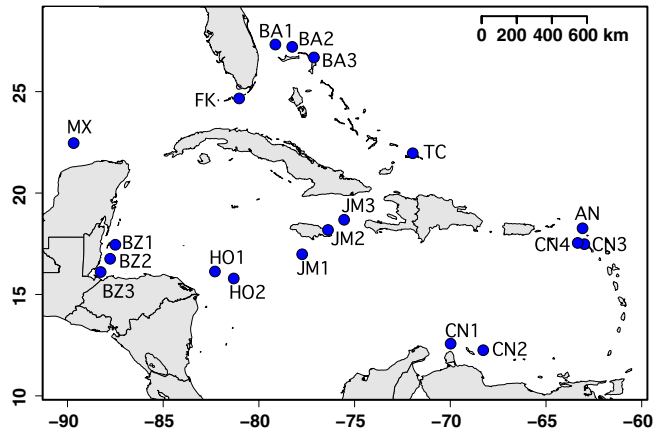 BA1
BA2
BA3
0 200 400 600 km
25
FK
MX
TC
20
JM3
AN
JM2
BZ1
CN4 CN3
BZ2
HO1
JM1
BZ3
HO2
15
CN1
CN2
10
−90 −85 −80 −75 −70 −65 −60